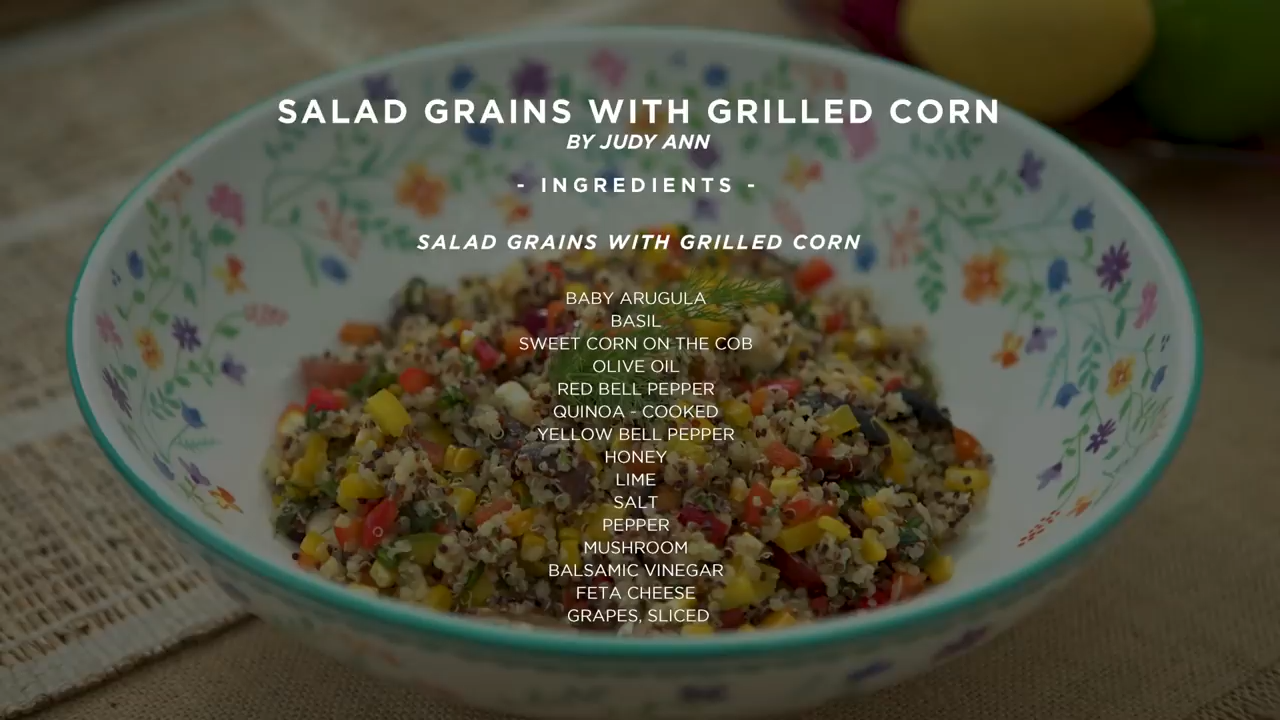 SALAD GRAINS WITH GRILLED CORN
BY JUDY ANN
- INGREDIENTS -
SALAD GRAINS WITH GRILLED CORN
BABY ARUGULA
BASIL
SWEET CORN ON THE COB
OLIVE OIL
RED BELL PEPPER
QUINOA - COOKED
YELLOW BELL PEPPER
HONEY
LIME
SALT
PEPPER
MUSHROOM
BALSAMIC VINEGAR
FETA CHEESE
GRAPES, SLICED